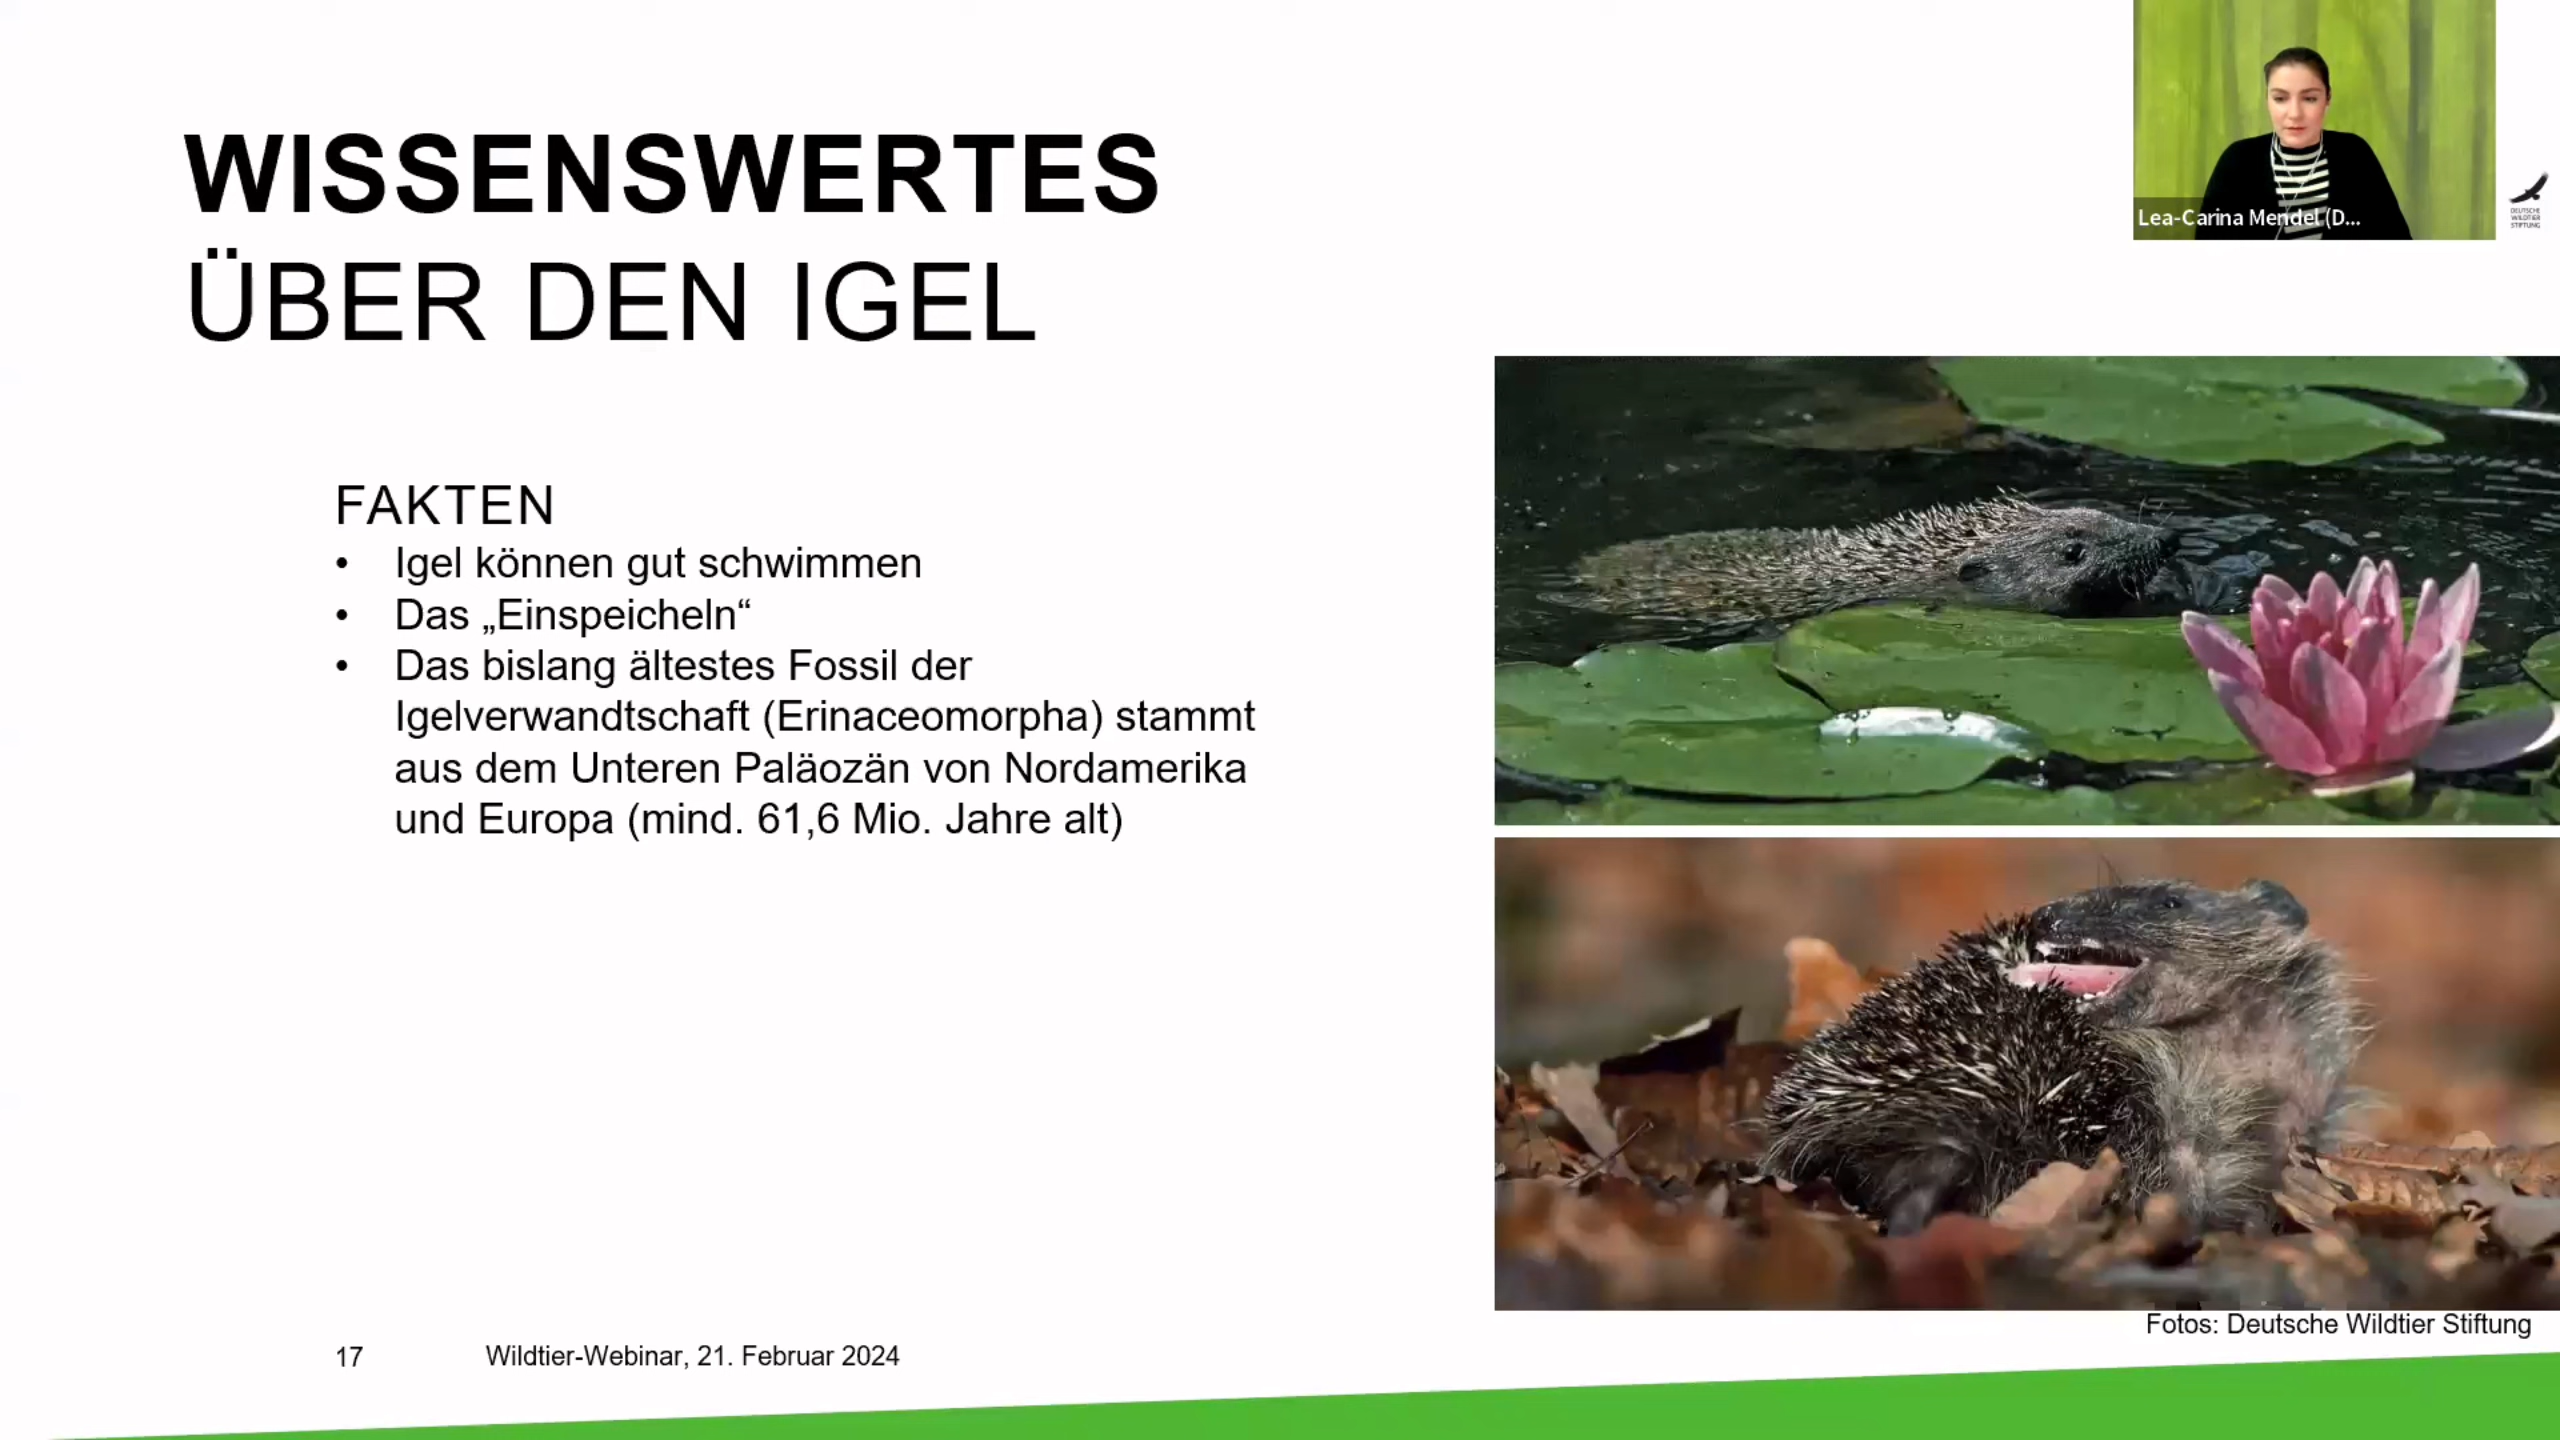 WISSENSWERTES
ÜBER DEN IGEL
Lea-Carina Mendel (D...
DEUTSCHE
WILDTIER
STIFTUNG
FAKTEN
• Igel können gut schwimmen
• Das „Einspeicheln“
• Das bislang ältestes Fossil der
Igelverwandtschaft (Erinaceomorpha) stammt
aus dem Unteren Paläozän von Nordamerika
und Europa (mind. 61,6 Mio. Jahre alt)
Fotos: Deutsche Wildtier Stiftung
17 Wildtier-Webinar, 21. Februar 2024